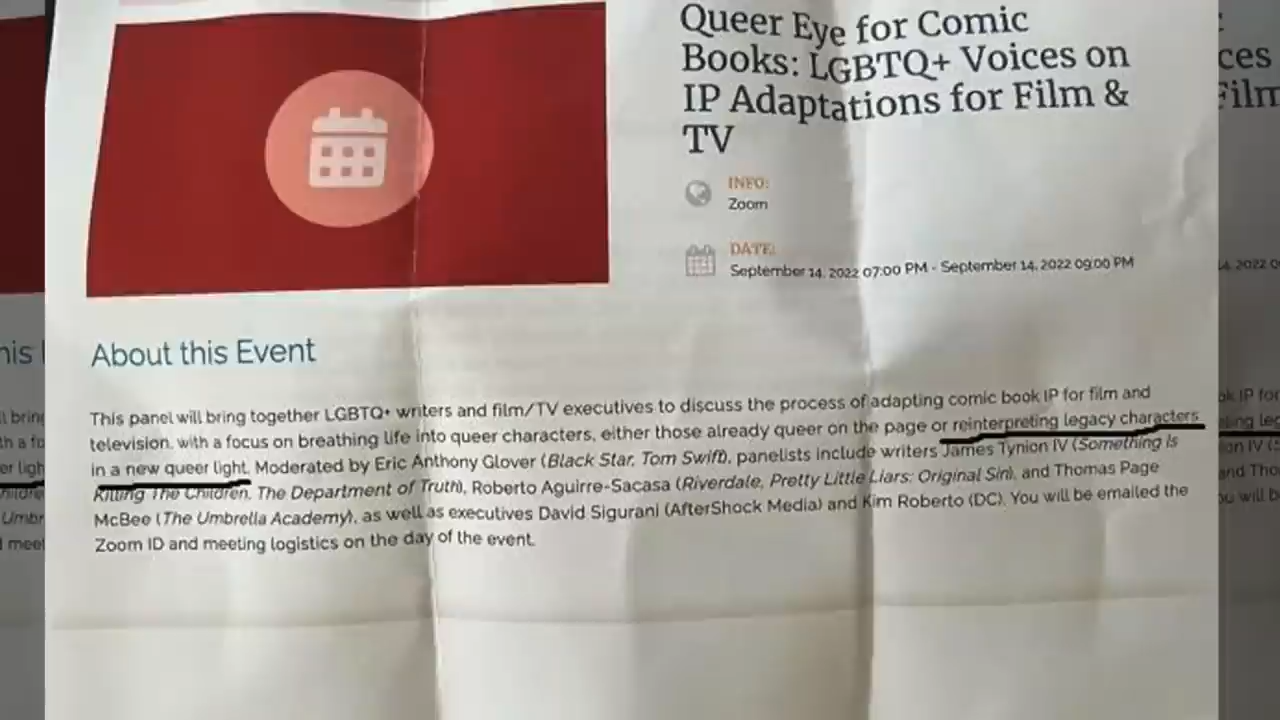 Queer Eye for Comic
Books: LGBTQ+ Voices on
IP Adaptations for Film &
TV
INFO:
Zoom
DATE:
September 14, 2022 07:00 PM - September 14, 2022 09:00 PM
About this Event
This panel will bring together LGBTQ+ writers and film/TV executives to discuss the process of adapting comic book IP for film and
television, with a focus on breathing life into queer characters, either those already queer on the page or reinterpreting legacy characters
in a new queer light. Moderated by Eric Anthony Glover (Black Star, Tom Swift), panelists include writers James Tynion IV (Something Is
Killing The Children, The Department of Truth), Roberto Aguirre-Sacasa (Riverdale, Pretty Little Liars: Original Sin), and Thomas Page
McBee (The Umbrella Academy), as well as executives David Sigurani (AfterShock Media) and Kim Roberto (DC). You will be emailed the
Zoom ID and meeting logistics on the day of the event.